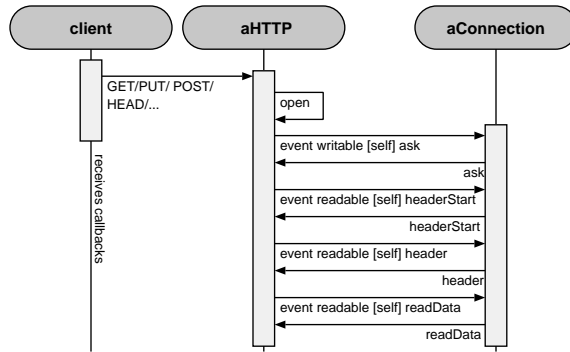 client
aHTTP
aConnection
GET/PUT/ POST/
HEAD/...
open
event writable [self] ask
ask
event readable [self] headerStart
headerStart
event readable [self] header
header
event readable [self] readData
readData
receives callbacks